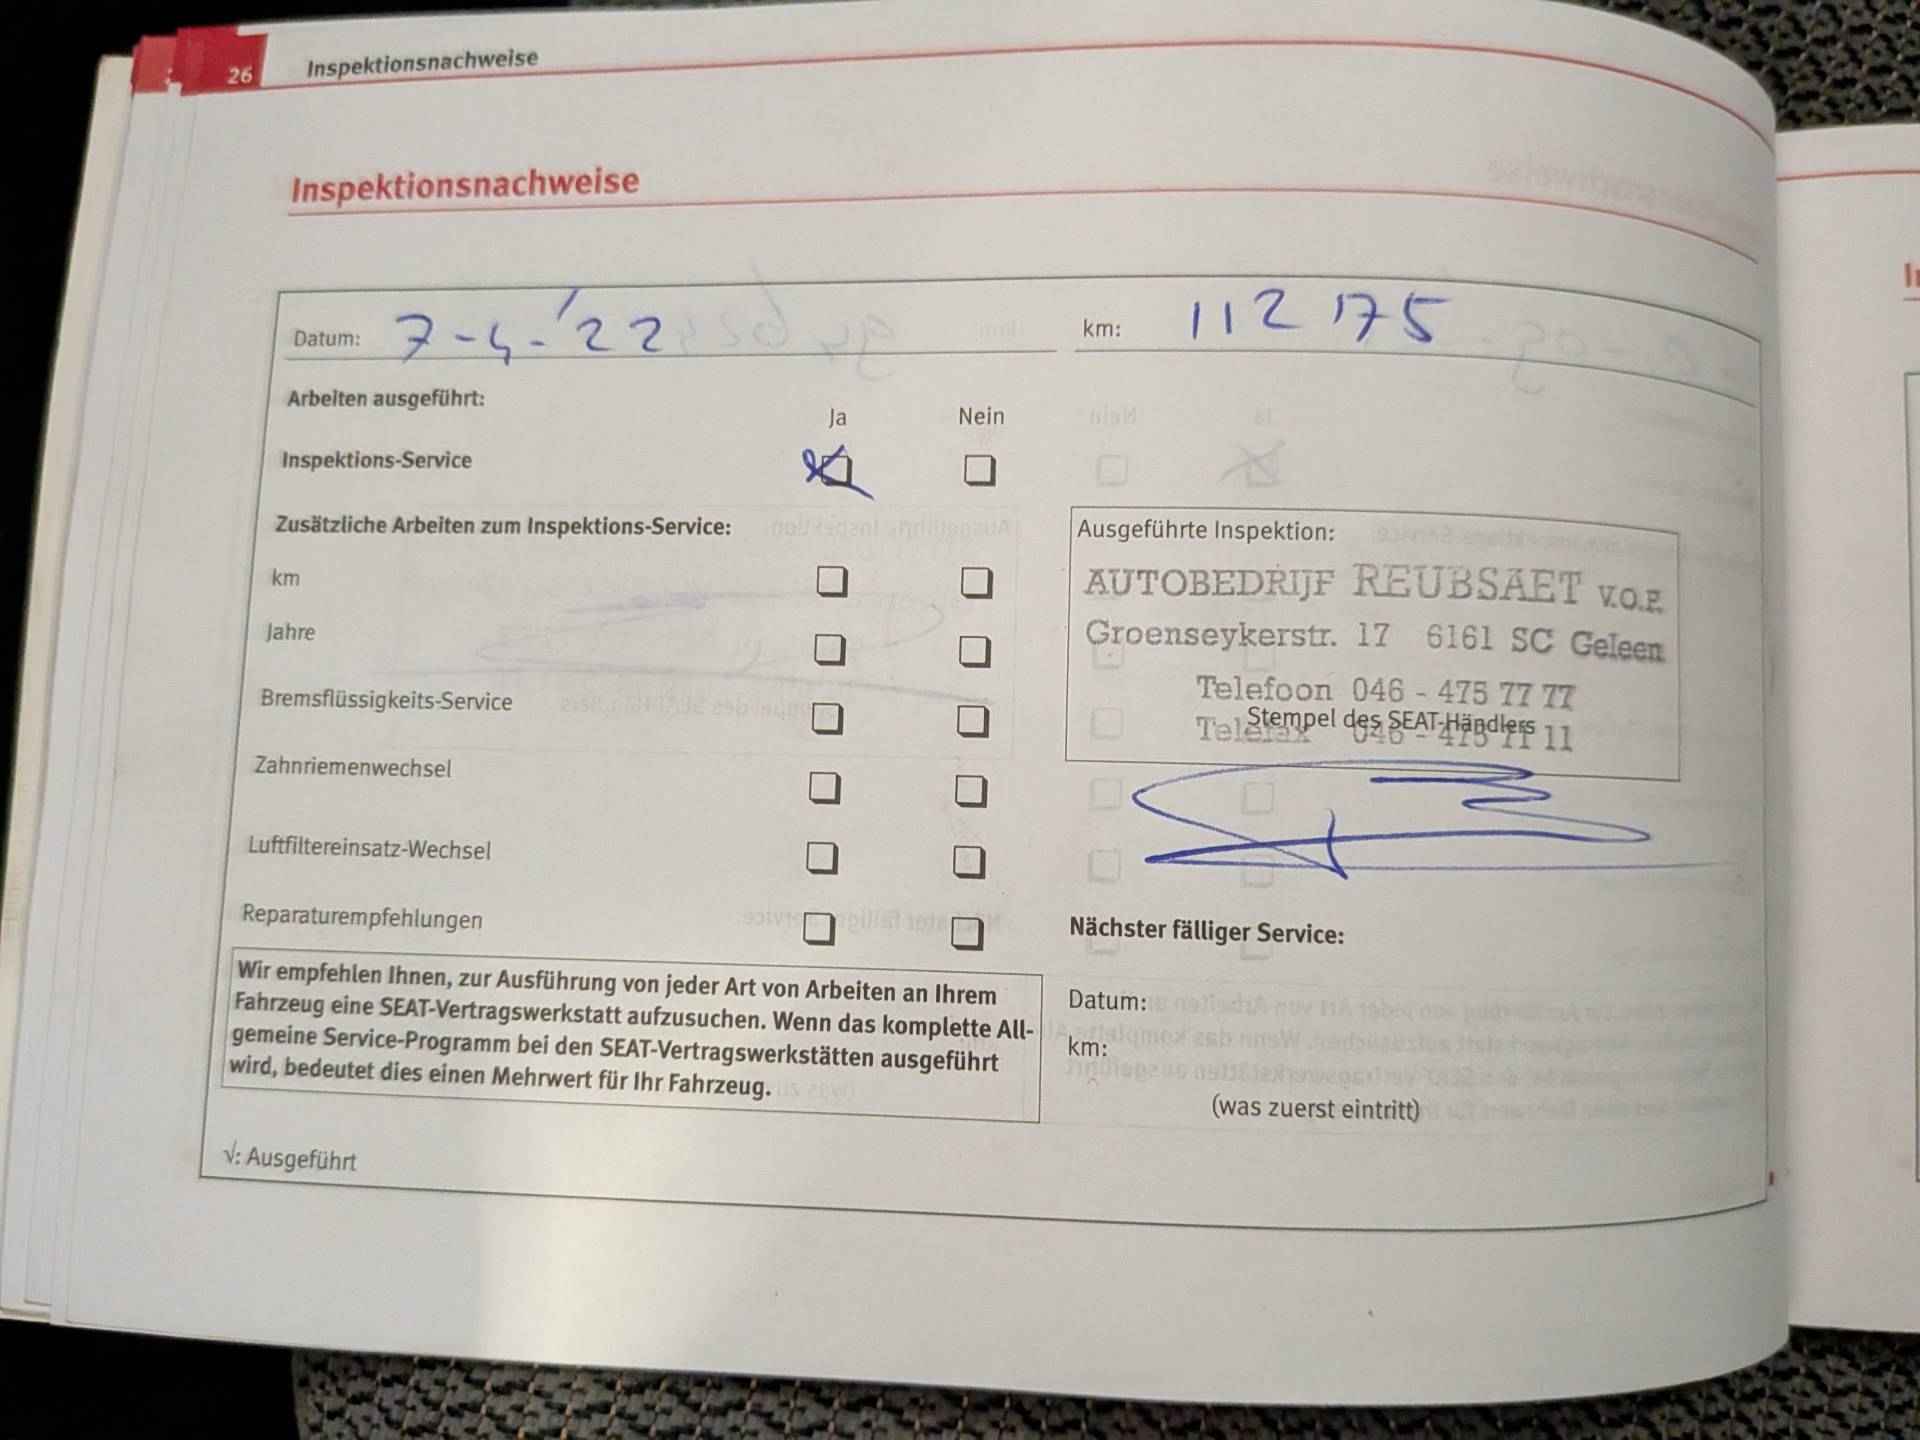 26 Inspektionsnachweise
Inspektionsnachweise
Datum: 7-4-'22 km: 112175
Arbeiten ausgeführt:
Ja Nein
Inspektions-Service
Zusätzliche Arbeiten zum Inspektions-Service:
km
Jahre
Bremsflüssigkeits-Service
Zahnriemenwechsel
Luftfiltereinsatz-Wechsel
Reparaturempfehlungen
Wir empfehlen Ihnen, zur Ausführung von jeder Art von Arbeiten an Ihrem
Fahrzeug eine SEAT-Vertragswerkstatt aufzusuchen. Wenn das komplette All-
gemeine Service-Programm bei den SEAT-Vertragswerkstätten ausgeführt
wird, bedeutet dies einen Mehrwert für Ihr Fahrzeug.
√: Ausgeführt
Ausgeführte Inspektion:
AUTOBEDRIJF REUBSAET V.O.F.
Groenseykerstr. 17 6161 SC Geleen
Telefoon 046 - 475 77 77
Stempel des SEAT-Händlers
Telefax 046 - 475 71 11
Nächster fälliger Service:
Datum:
km:
(was zuerst eintritt)